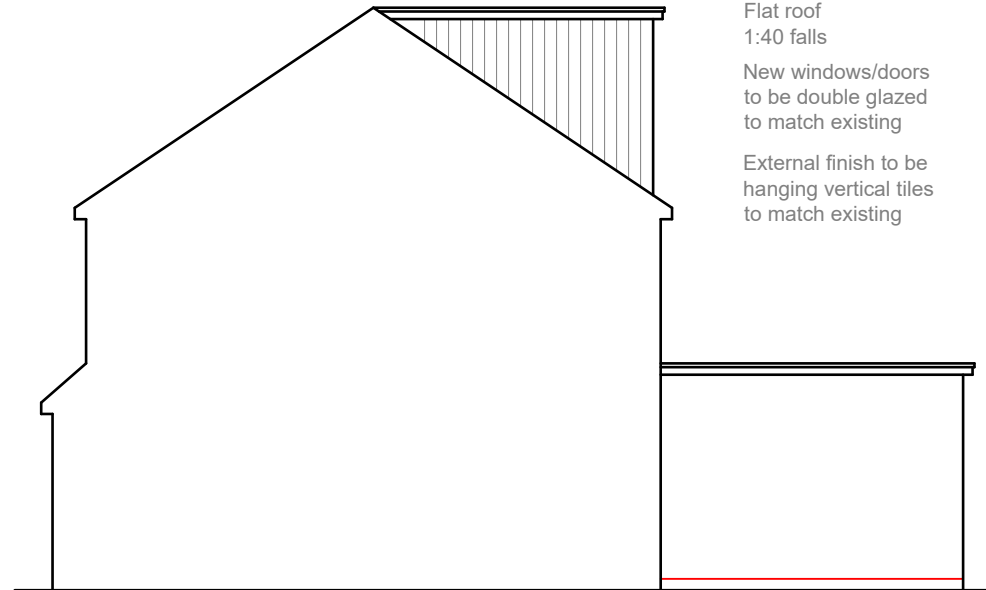 Flat roof
1:40 falls
New windows/doors
to be double glazed
to match existing
External finish to be
hanging vertical tiles
to match existing